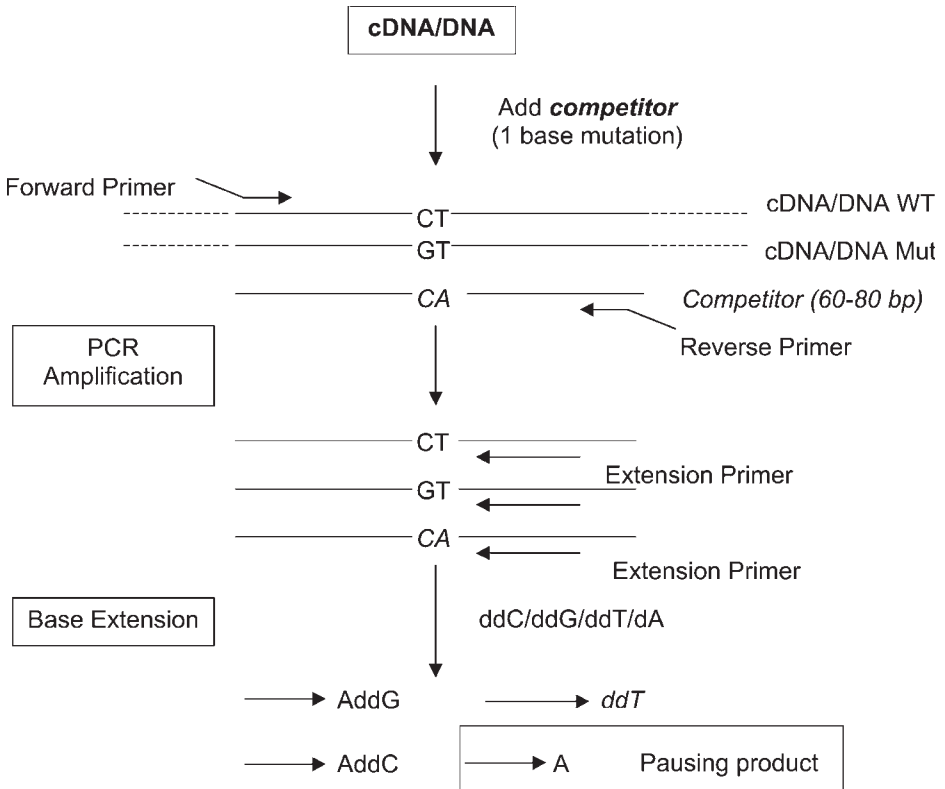 cDNA/DNA
Add competitor
(1 base mutation)
Forward Primer
CT
cDNA/DNA WT
GT
cDNA/DNA Mut
CA
Competitor (60-80 bp)
Reverse Primer
PCR
Amplification
CT
Extension Primer
GT
CA
Extension Primer
Base Extension
ddC/ddG/ddT/dA
AddG
ddT
AddC
A
Pausing product